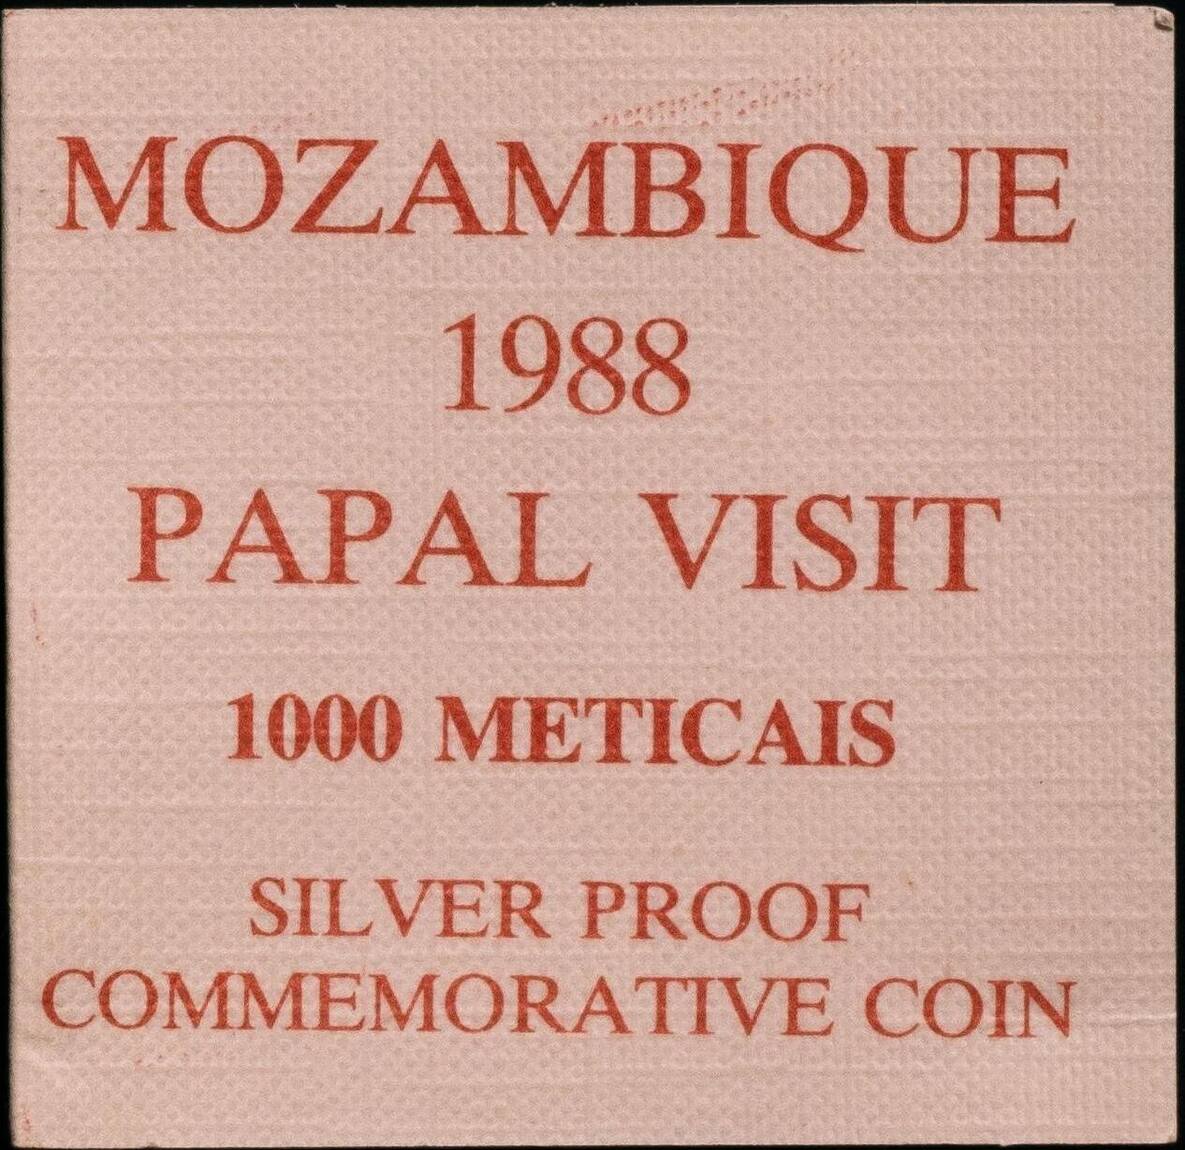 MOZAMBIQUE
1988
PAPAL VISIT
1000 METICAIS
SILVER PROOF
COMMEMORATIVE COIN